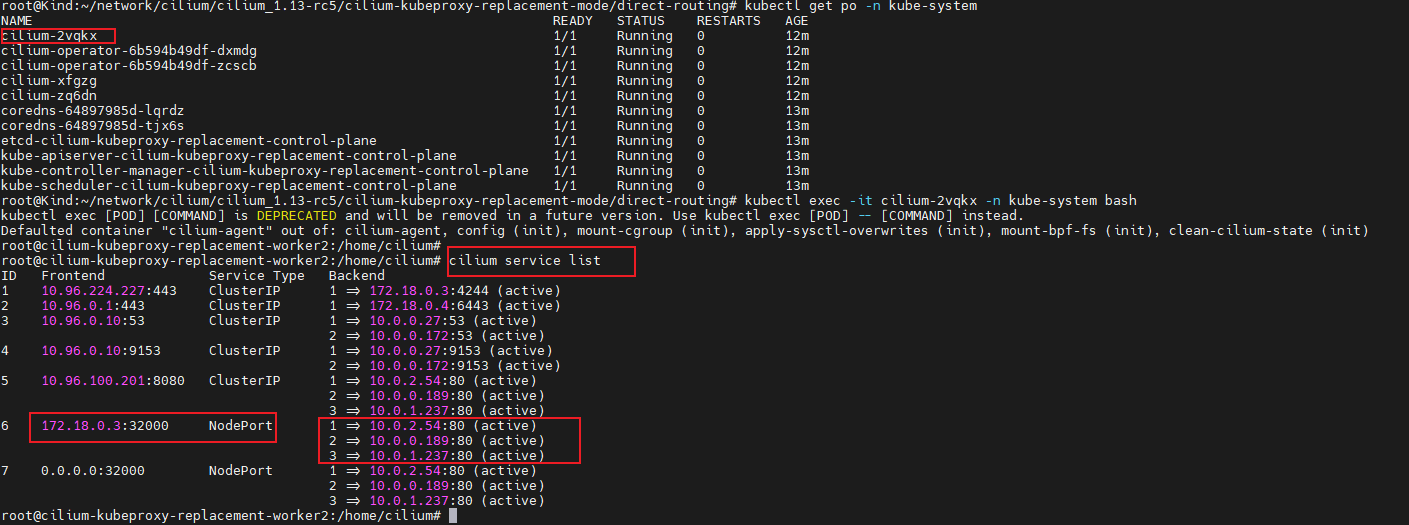 root@Kind:~/network/cilium/cilium_1.13-rc5/cilium-kubeproxy-replacement-mode/direct-routing# kubectl get po -n kube-system
NAME READY STATUS RESTARTS AGE
cilium-2vqkx 1/1 Running 0 12m
cilium-operator-6b594b49df-dxmdg 1/1 Running 0 12m
cilium-operator-6b594b49df-zcscb 1/1 Running 0 12m
cilium-xfgzg 1/1 Running 0 12m
cilium-zq6dn 1/1 Running 0 12m
coredns-64897985d-lqrdz 1/1 Running 0 13m
coredns-64897985d-tjx6s 1/1 Running 0 13m
etcd-cilium-kubeproxy-replacement-control-plane 1/1 Running 0 13m
kube-apiserver-cilium-kubeproxy-replacement-control-plane 1/1 Running 0 13m
kube-controller-manager-cilium-kubeproxy-replacement-control-plane 1/1 Running 0 13m
kube-scheduler-cilium-kubeproxy-replacement-control-plane 1/1 Running 0 13m
root@Kind:~/network/cilium/cilium_1.13-rc5/cilium-kubeproxy-replacement-mode/direct-routing# kubectl exec -it cilium-2vqkx -n kube-system bash
kubectl exec [POD] [COMMAND] is DEPRECATED and will be removed in a future version. Use kubectl exec [POD] -- [COMMAND] instead.
Defaulted container "cilium-agent" out of: cilium-agent, config (init), mount-cgroup (init), apply-sysctl-overwrites (init), mount-bpf-fs (init), clean-cilium-state (init)
root@cilium-kubeproxy-replacement-worker2:/home/cilium#
root@cilium-kubeproxy-replacement-worker2:/home/cilium# cilium service list
ID Frontend Service Type Backend
1 10.96.224.227:443 ClusterIP 1 => 172.18.0.3:4244 (active)
2 10.96.0.1:443 ClusterIP 1 => 172.18.0.4:6443 (active)
3 10.96.0.10:53 ClusterIP 1 => 10.0.0.27:53 (active)
2 => 10.0.0.172:53 (active)
4 10.96.0.10:9153 ClusterIP 1 => 10.0.0.27:9153 (active)
2 => 10.0.0.172:9153 (active)
5 10.96.100.201:8080 ClusterIP 1 => 10.0.2.54:80 (active)
2 => 10.0.0.189:80 (active)
3 => 10.0.1.237:80 (active)
6 172.18.0.3:32000 NodePort 1 => 10.0.2.54:80 (active)
2 => 10.0.0.189:80 (active)
3 => 10.0.1.237:80 (active)
7 0.0.0.0:32000 NodePort 1 => 10.0.2.54:80 (active)
2 => 10.0.0.189:80 (active)
3 => 10.0.1.237:80 (active)
root@cilium-kubeproxy-replacement-worker2:/home/cilium#